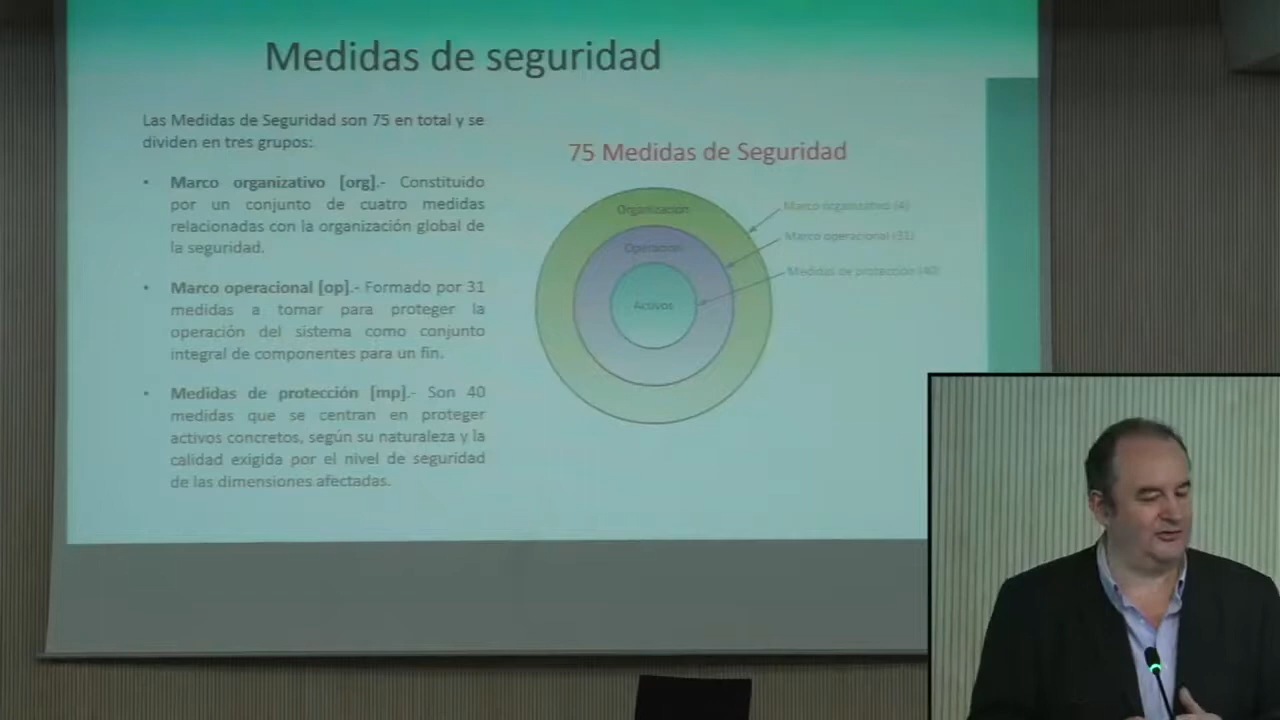 Medidas de seguridad
Las Medidas de Seguridad son 75 en total y se
dividen en tres grupos:
• Marco organizativo [org].- Constituido
por un conjunto de cuatro medidas
relacionadas con la organización global de
la seguridad.
• Marco operacional [op].- Formado por 31
medidas a tomar para proteger la
operación del sistema como conjunto
integral de componentes para un fin.
• Medidas de protección [mp].- Son 40
medidas que se centran en proteger
activos concretos, según su naturaleza y la
calidad exigida por el nivel de seguridad
de las dimensiones afectadas.
75 Medidas de Seguridad
Organización
Operación
Activos
Marco organizativo (4)
Marco operacional (31)
Medidas de protección (40)